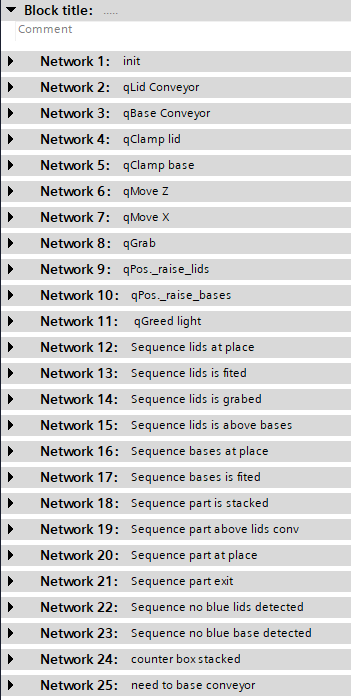 Block title: .....
Comment
Network 1: init
Network 2: qLid Conveyor
Network 3: qBase Conveyor
Network 4: qClamp lid
Network 5: qClamp base
Network 6: qMove Z
Network 7: qMove X
Network 8: qGrab
Network 9: qPos._raise_lids
Network 10: qPos._raise_bases
Network 11: qGreed light
Network 12: Sequence lids at place
Network 13: Sequence lids is fited
Network 14: Sequence lids is grabed
Network 15: Sequence lids is above bases
Network 16: Sequence bases at place
Network 17: Sequence bases is fited
Network 18: Sequence part is stacked
Network 19: Sequence part above lids conv
Network 20: Sequence part at place
Network 21: Sequence part exit
Network 22: Sequence no blue lids detected
Network 23: Sequence no blue base detected
Network 24: counter box stacked
Network 25: need to base conveyor